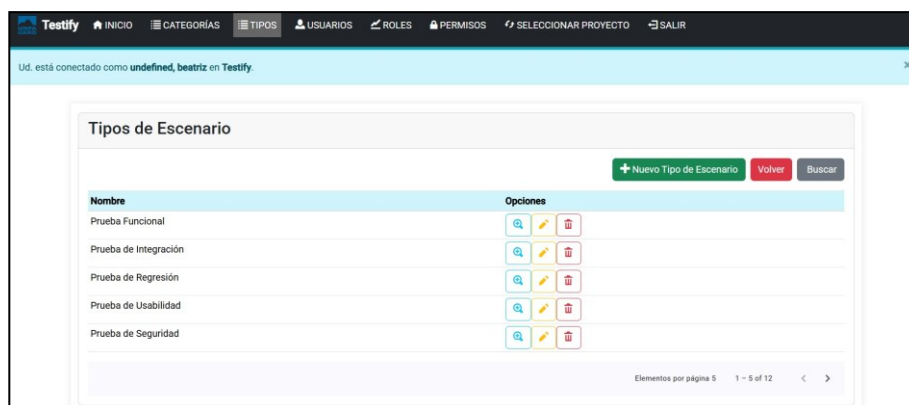 Testify INICIO CATEGORÍAS TIPOS USUARIOS ROLES PERMISOS SELECCIONAR PROYECTO SALIR
Ud. está conectado como undefined, beatriz en Testify.
Tipos de Escenario
Nuevo Tipo de Escenario Volver Buscar
Nombre Opciones
Prueba Funcional
Prueba de Integración
Prueba de Regresión
Prueba de Usabilidad
Prueba de Seguridad
Elementos por página 5 1 – 5 of 12